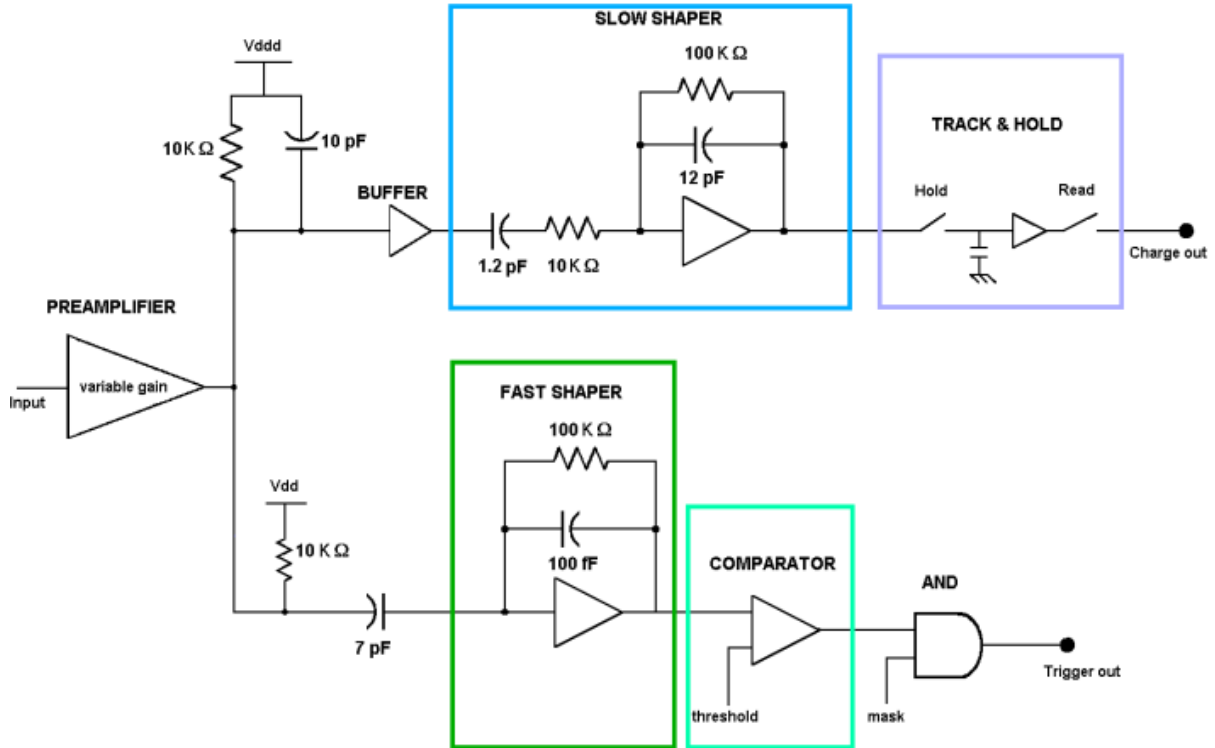 SLOW SHAPER
Vddd
100 K Ω
10K Ω
10 pF
TRACK & HOLD
12 pF
BUFFER
Hold
Read
1.2 pF
10K Ω
Charge out
PREAMPLIFIER
variable gain
Input
FAST SHAPER
100 K Ω
Vdd
10 K Ω
100 fF
COMPARATOR
AND
7 pF
Trigger out
threshold
mask